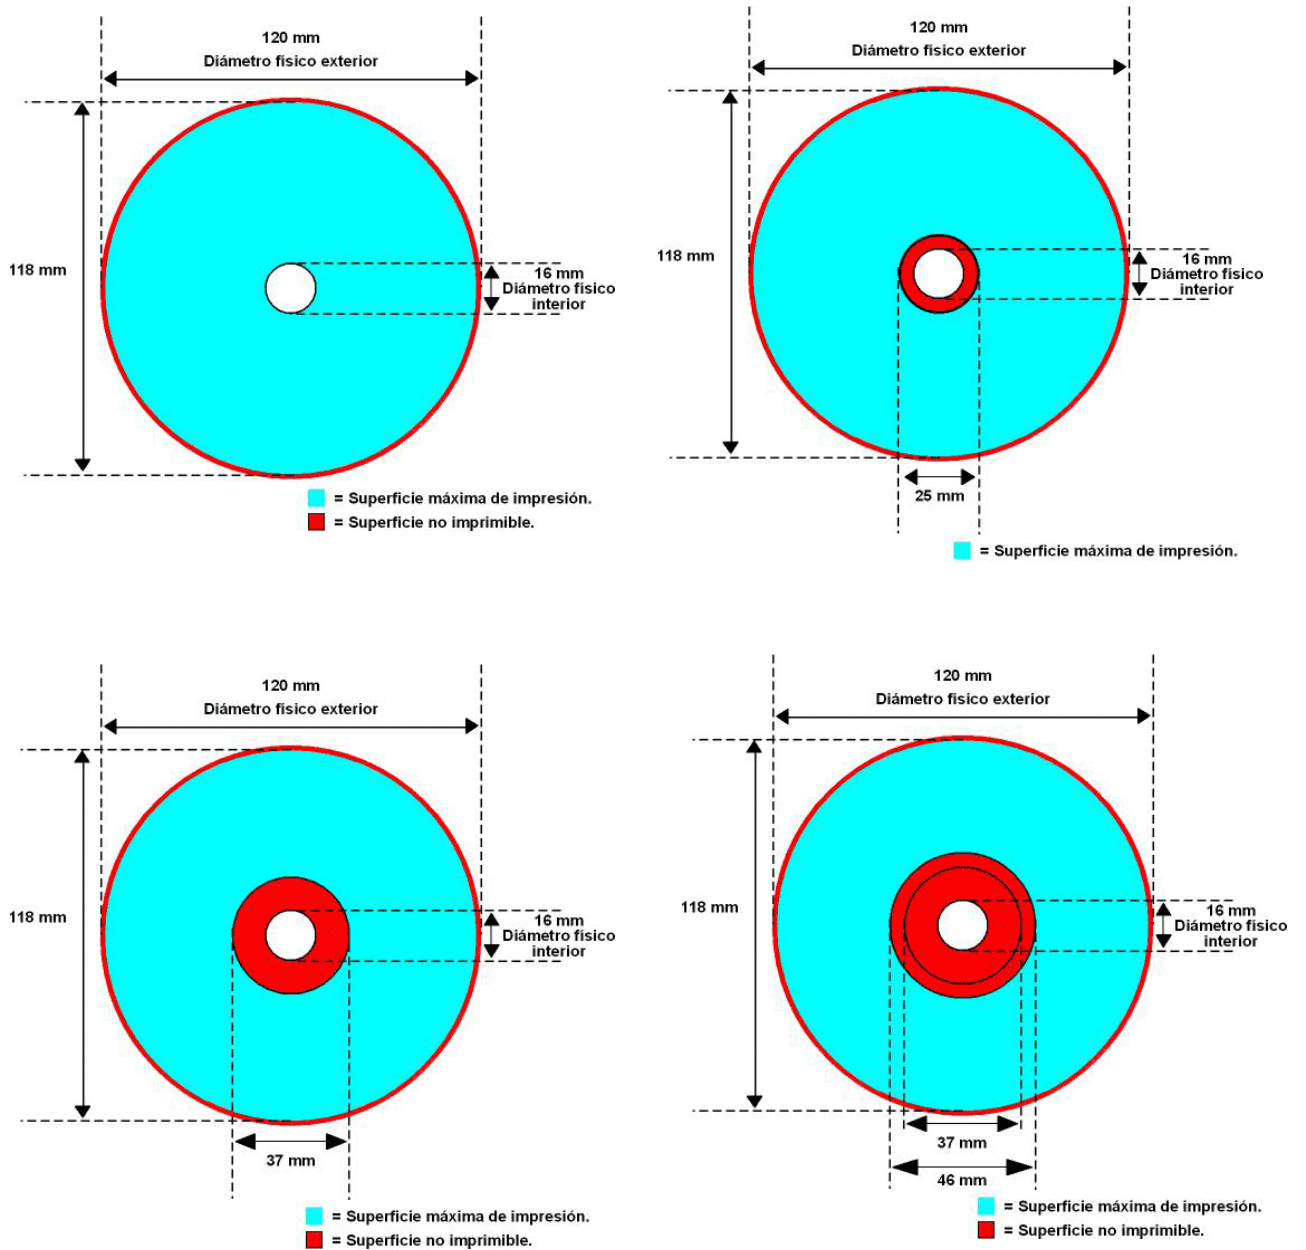 120 mm
Diámetro fisico exterior
118 mm
16 mm
Diámetro físico
interior
= Superficie máxima de impresión.
= Superficie no imprimible.
120 mm
Diámetro fisico exterior
118 mm
16 mm
Diámetro físico
interior
25 mm
= Superficie máxima de impresión.
120 mm
Diámetro fisico exterior
118 mm
16 mm
Diámetro físico
interior
37 mm
= Superficie máxima de impresión.
= Superficie no imprimible.
120 mm
Diámetro fisico exterior
118 mm
16 mm
Diámetro físico
interior
37 mm
46 mm
= Superficie máxima de impresión.
= Superficie no imprimible.